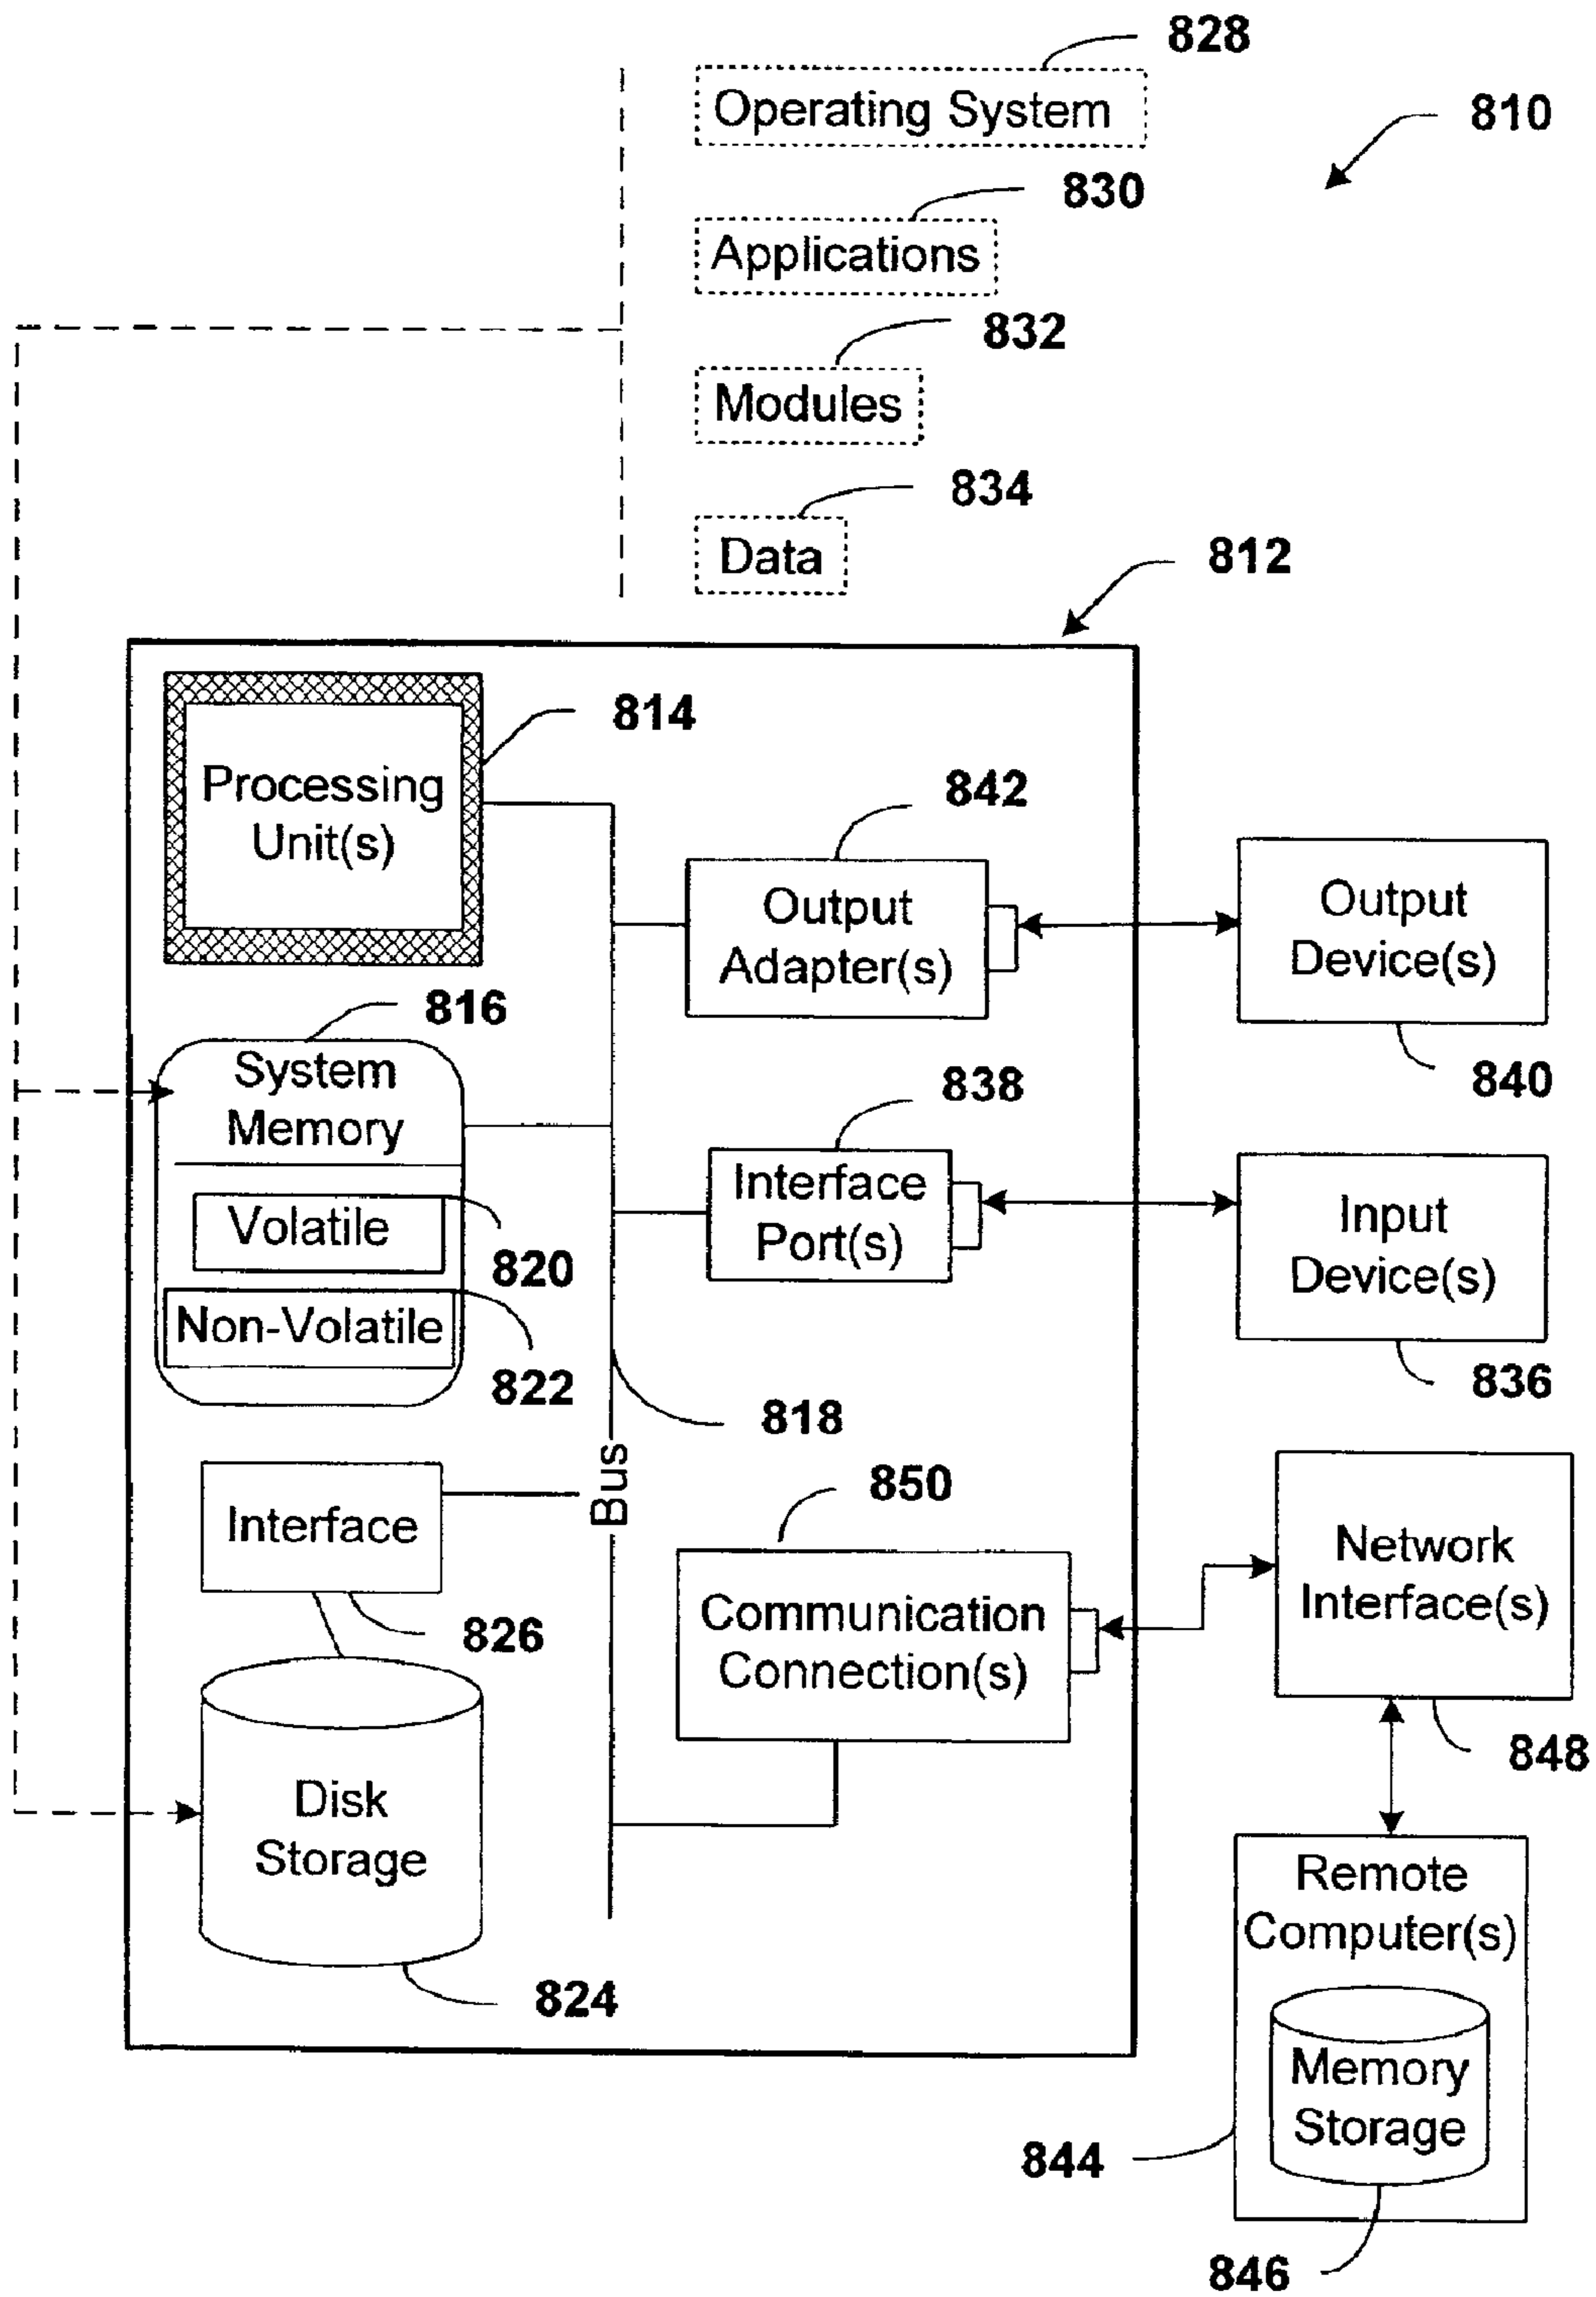 828
Operating System
810
830
Applications
832
Modules
834
Data
812
814
Processing
Unit(s)
842
Output
Adapter(s)
Output
Device(s)
840
816
System
Memory
838
Interface
Port(s)
Input
Device(s)
836
Volatile
820
Non-Volatile
822
818
Bus
850
Interface
826
Communication
Connection(s)
Network
Interface(s)
848
Disk
Storage
824
Remote
Computer(s)
Memory
Storage
844
846